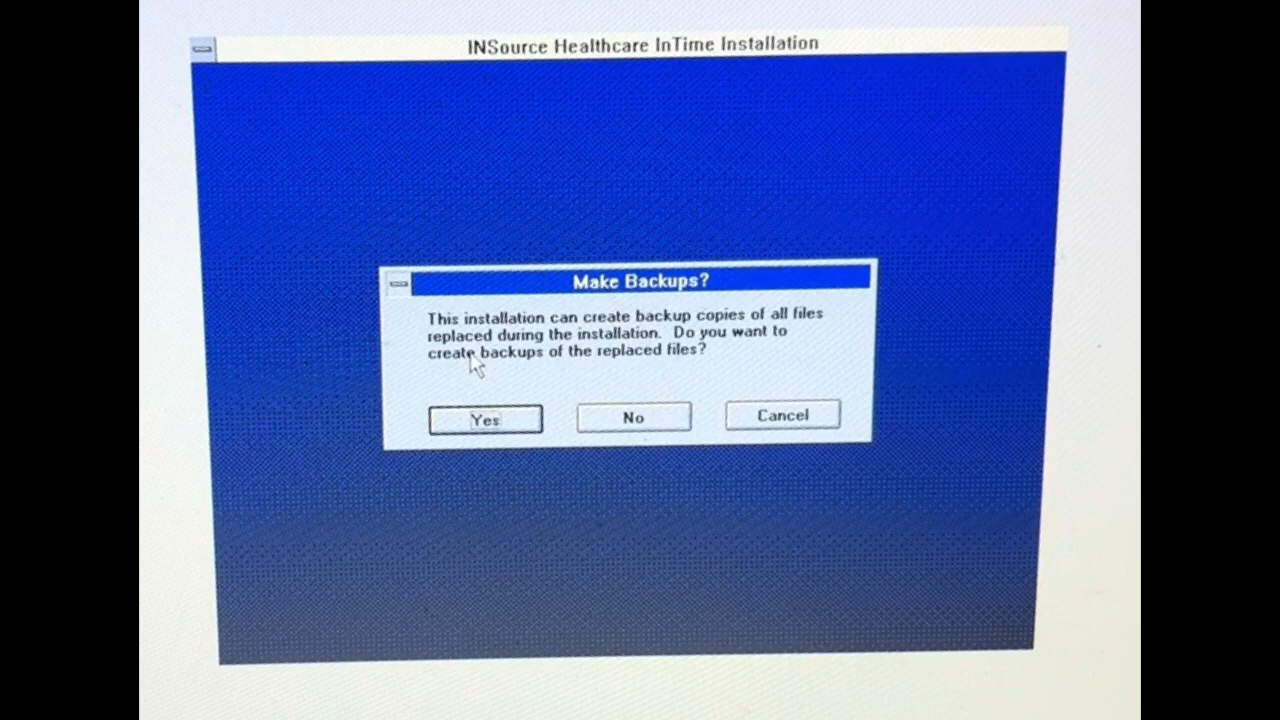 INSource Healthcare InTime Installation
Make Backups?
This installation can create backup copies of all files
replaced during the installation. Do you want to
create backups of the replaced files?
Yes
No
Cancel